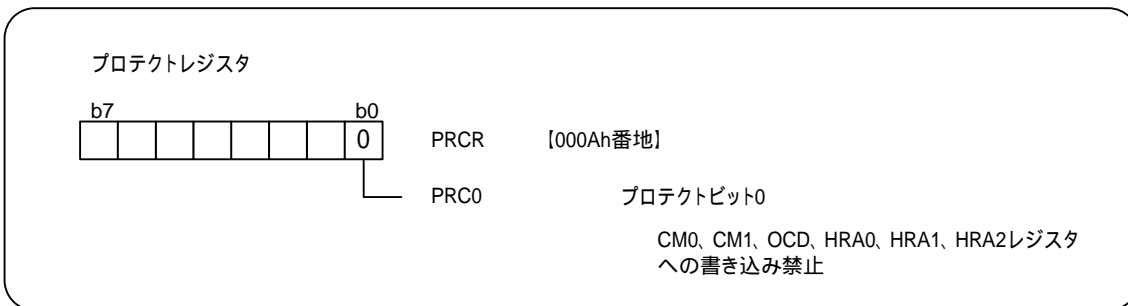 プロテクトレジスタ
b7 b0
0 PRCR 【000Ah番地】
PRC0 プロテクトビット0
CM0、CM1、OCD、HRA0、HRA1、HRA2レジスタ
への書き込み禁止